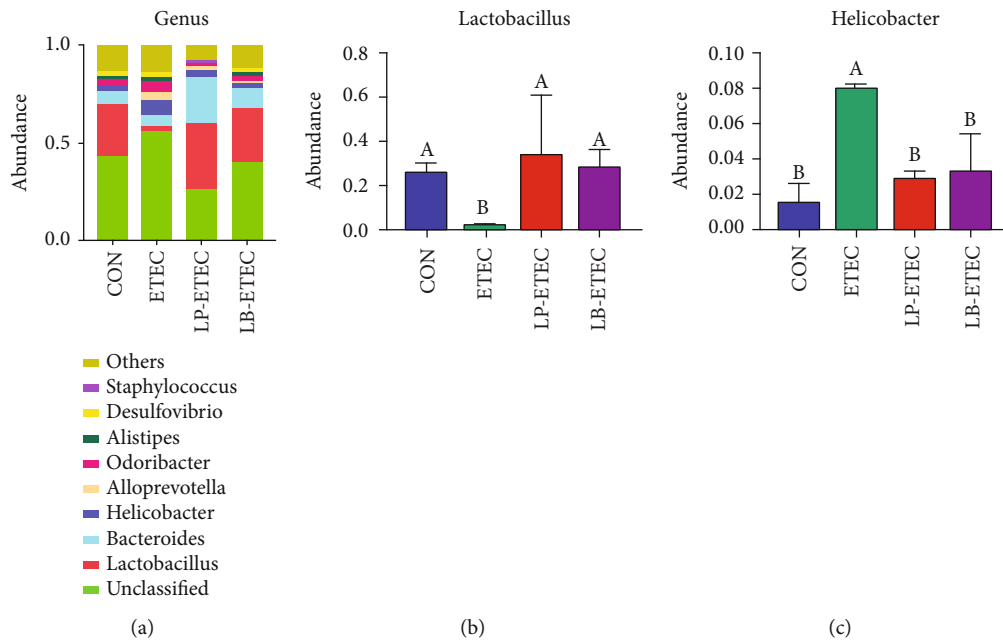 Genus
Abundance
1.0
0.5
0.0
CON
ETEC
LP-ETEC
LB-ETEC
Others
Staphylococcus
Desulfovibrio
Alistipes
Odoribacter
Alloprevotella
Helicobacter
Bacteroides
Lactobacillus
Unclassified
(a)
Lactobacillus
Abundance
0.8
0.6
0.4
0.2
0.0
A
B
A
A
CON
ETEC
LP-ETEC
LB-ETEC
(b)
Helicobacter
Abundance
0.10
0.08
0.06
0.04
0.02
0.00
B
A
B
B
CON
ETEC
LP-ETEC
LB-ETEC
(c)